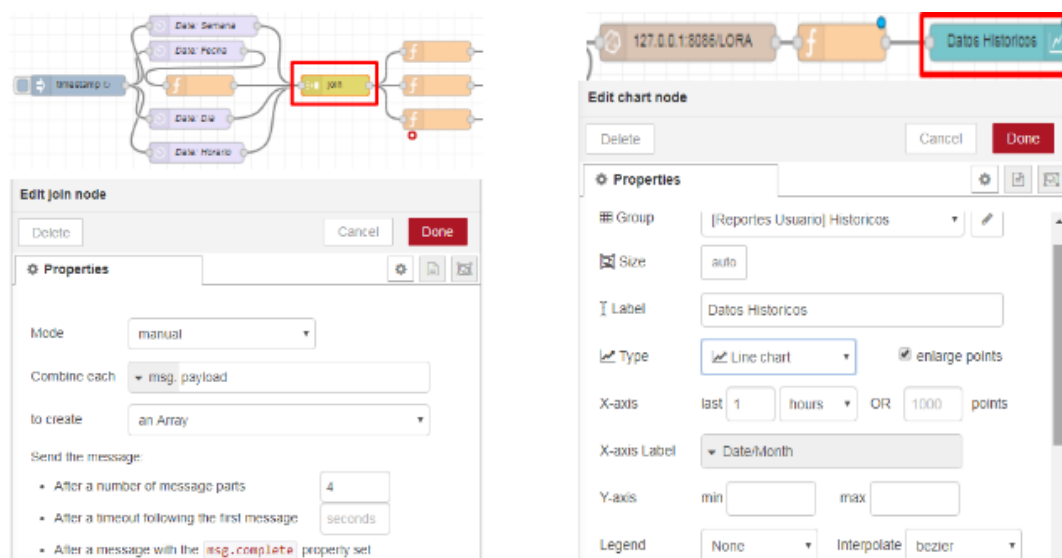 Date: Semana
Date: Fecha
timestamp ↻
f
join
f
f
f
Date: Dia
Date: Horario
Edit join node
Delete
Cancel
Done
Properties
Mode
manual
Combine each
msg. payload
to create
an Array
Send the message:
• After a number of message parts
4
• After a timeout following the first message
seconds
• After a message with the msg.complete property set
127.0.0.1:8086/LORA
f
Datos Historicos
Edit chart node
Delete
Cancel
Done
Properties
Group
[Reportes Usuario] Historicos
Size
auto
Label
Datos Historicos
Type
Line chart
enlarge points
X-axis
last 1 hours OR 1000 points
X-axis Label
Date/Month
Y-axis
min
max
Legend
None
Interpolate
bezier